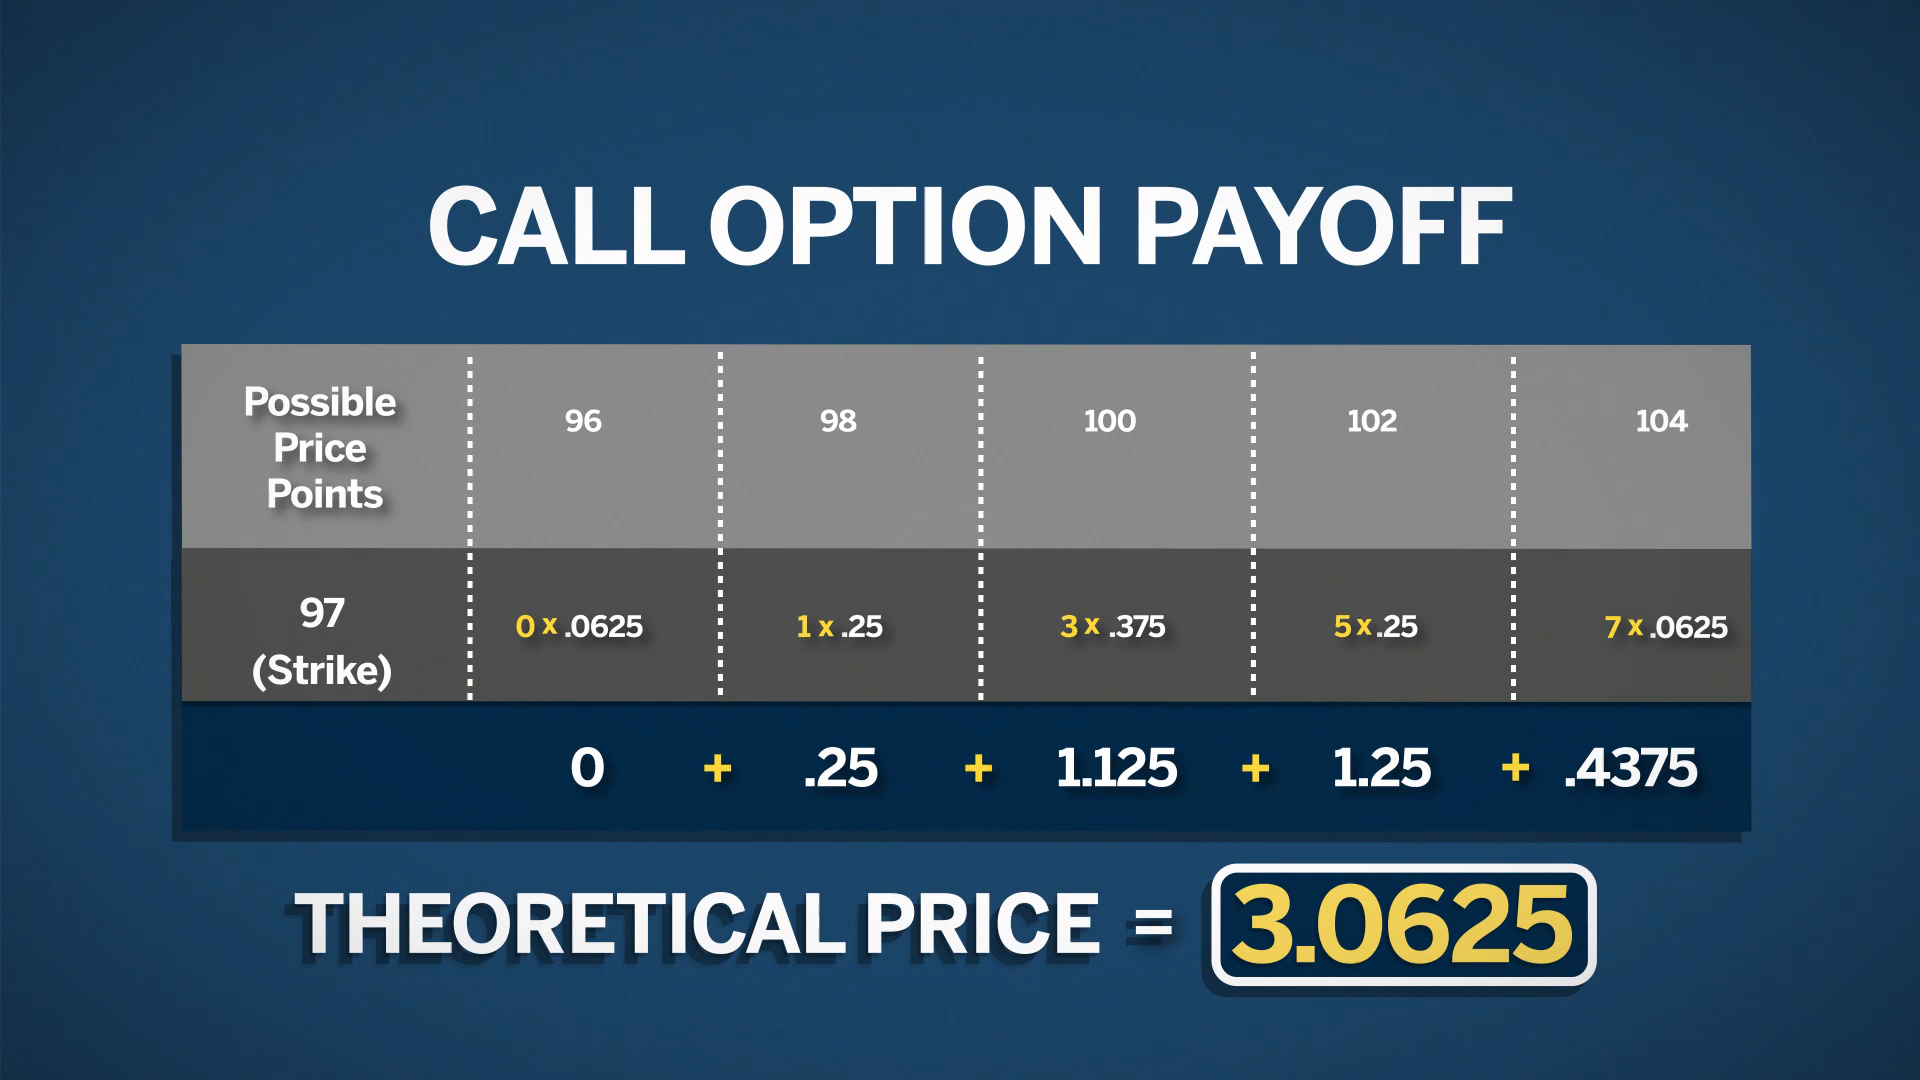 CALL OPTION PAYOFF
Possible
Price
Points
96 98 100 102 104
97
(Strike)
0 x .0625 1 x .25 3 x .375 5 x .25 7 x .0625
0 + .25 + 1.125 + 1.25 + .4375
THEORETICAL PRICE = 3.0625